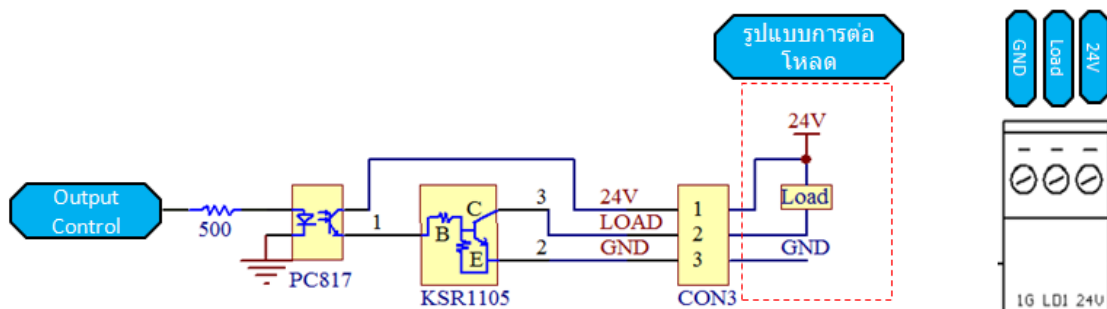 รูปแบบการต่อ
โหลด
GND
Load
24V
24V
Output
Control
500
PC817
1
B
C
E
KSR1105
3
2
24V
LOAD
GND
1
2
3
CON3
Load
GND
1G LD1 24V